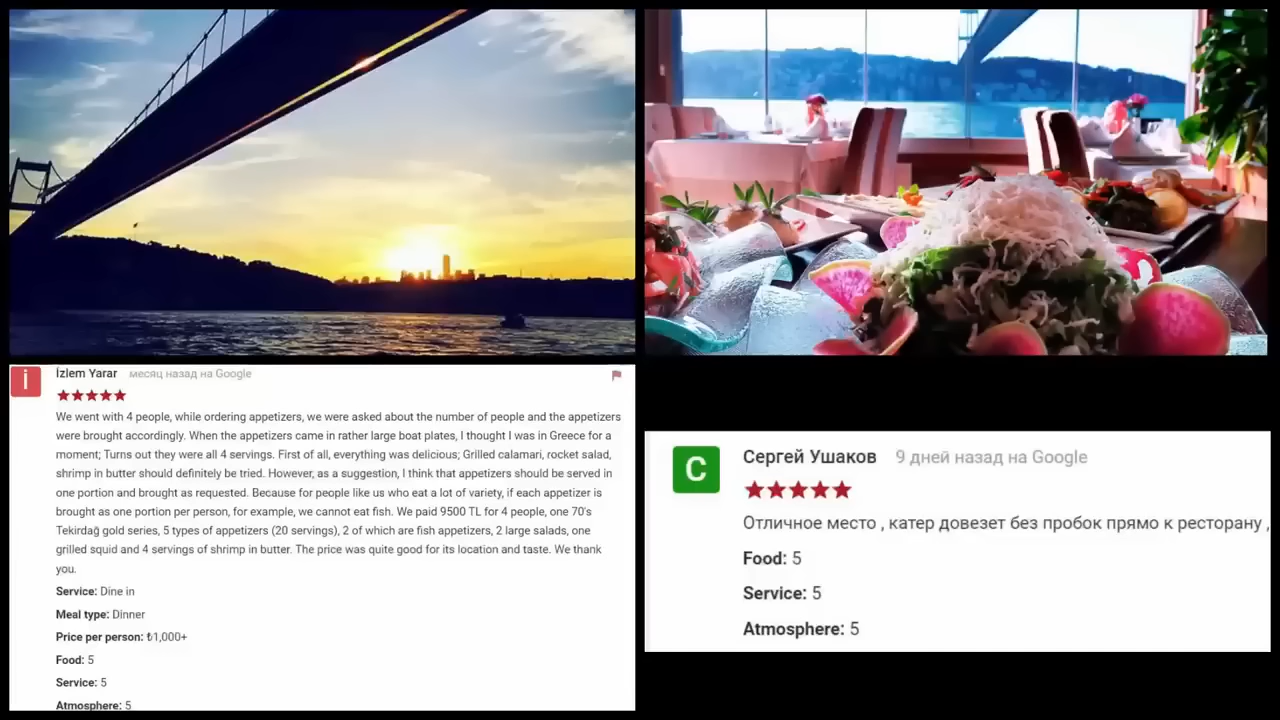 İ
İzlem Yarar месяц назад на Google
We went with 4 people, while ordering appetizers, we were asked about the number of people and the appetizers
were brought accordingly. When the appetizers came in rather large boat plates, I thought I was in Greece for a
moment; Turns out they were all 4 servings. First of all, everything was delicious; Grilled calamari, rocket salad,
shrimp in butter should definitely be tried. However, as a suggestion, I think that appetizers should be served in
one portion and brought as requested. Because for people like us who eat a lot of variety, if each appetizer is
brought as one portion per person, for example, we cannot eat fish. We paid 9500 TL for 4 people, one 70's
Tekirdağ gold series, 5 types of appetizers (20 servings), 2 of which are fish appetizers, 2 large salads, one
grilled squid and 4 servings of shrimp in butter. The price was quite good for its location and taste. We thank
you.
Service: Dine in
Meal type: Dinner
Price per person: ₺1,000+
Food: 5
Service: 5
Atmosphere: 5
С
Сергей Ушаков 9 дней назад на Google
Отличное место , катер довезет без пробок прямо к ресторану ,
Food: 5
Service: 5
Atmosphere: 5